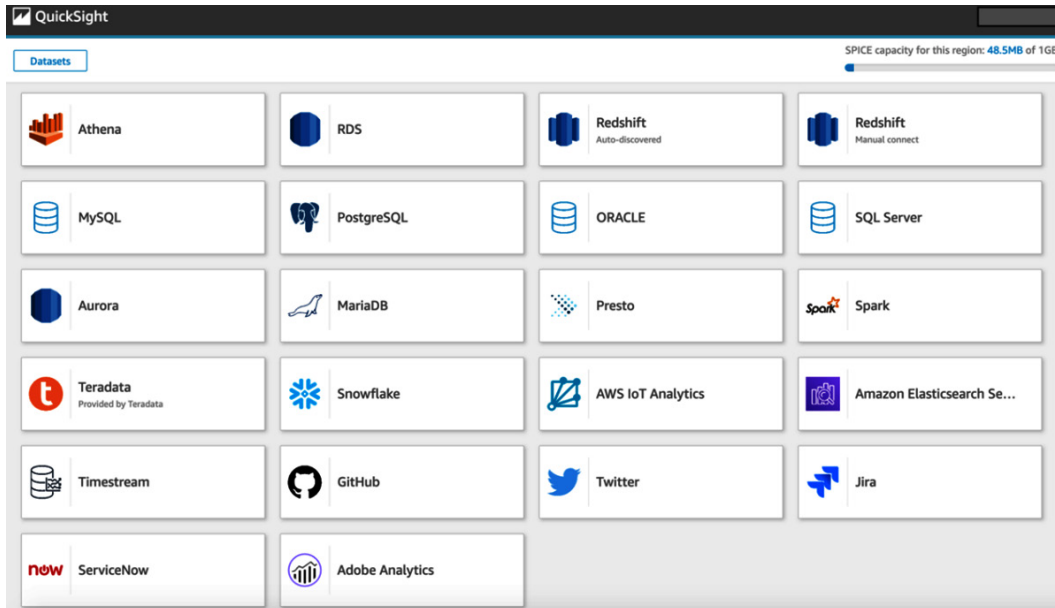 QuickSight
Datasets
SPICE capacity for this region: 48.5MB of 1GB
Athena
RDS
Redshift
Auto-discovered
Redshift
Manual connect
MySQL
PostgreSQL
ORACLE
SQL Server
Aurora
MariaDB
Presto
Spark
Spark
t
Teradata
Provided by Teradata
Snowflake
AWS IoT Analytics
Amazon Elasticsearch Se...
Timestream
GitHub
Twitter
Jira
now
ServiceNow
Adobe Analytics